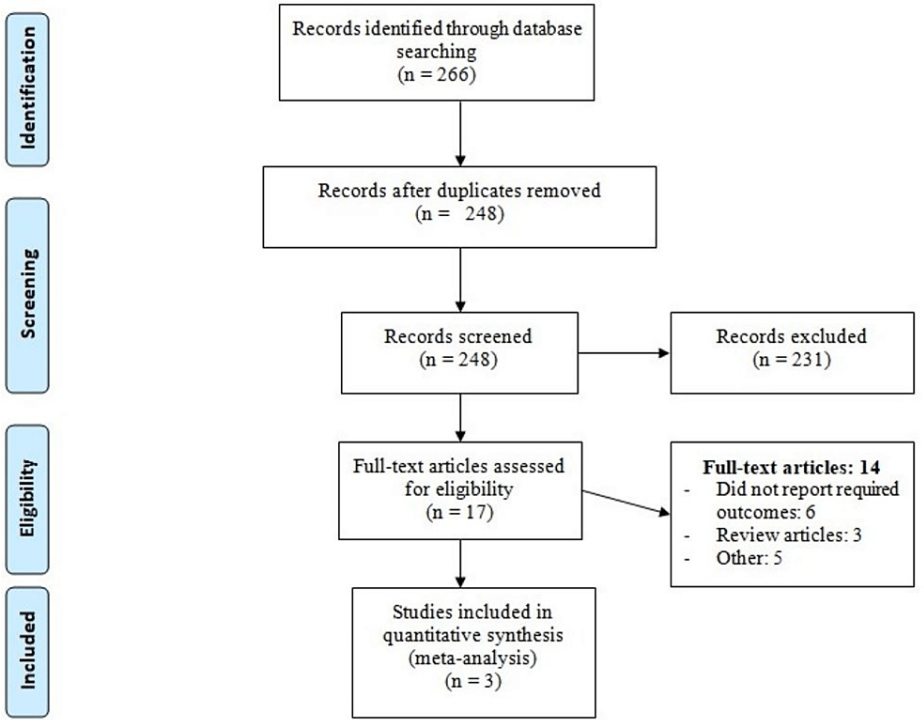 Identification
Records identified through database
searching
(n = 266)
Records after duplicates removed
(n = 248)
Screening
Records screened
(n = 248)
Records excluded
(n = 231)
Eligibility
Full-text articles assessed
for eligibility
(n = 17)
Full-text articles: 14
- Did not report required
outcomes: 6
- Review articles: 3
- Other: 5
Included
Studies included in
quantitative synthesis
(meta-analysis)
(n = 3)